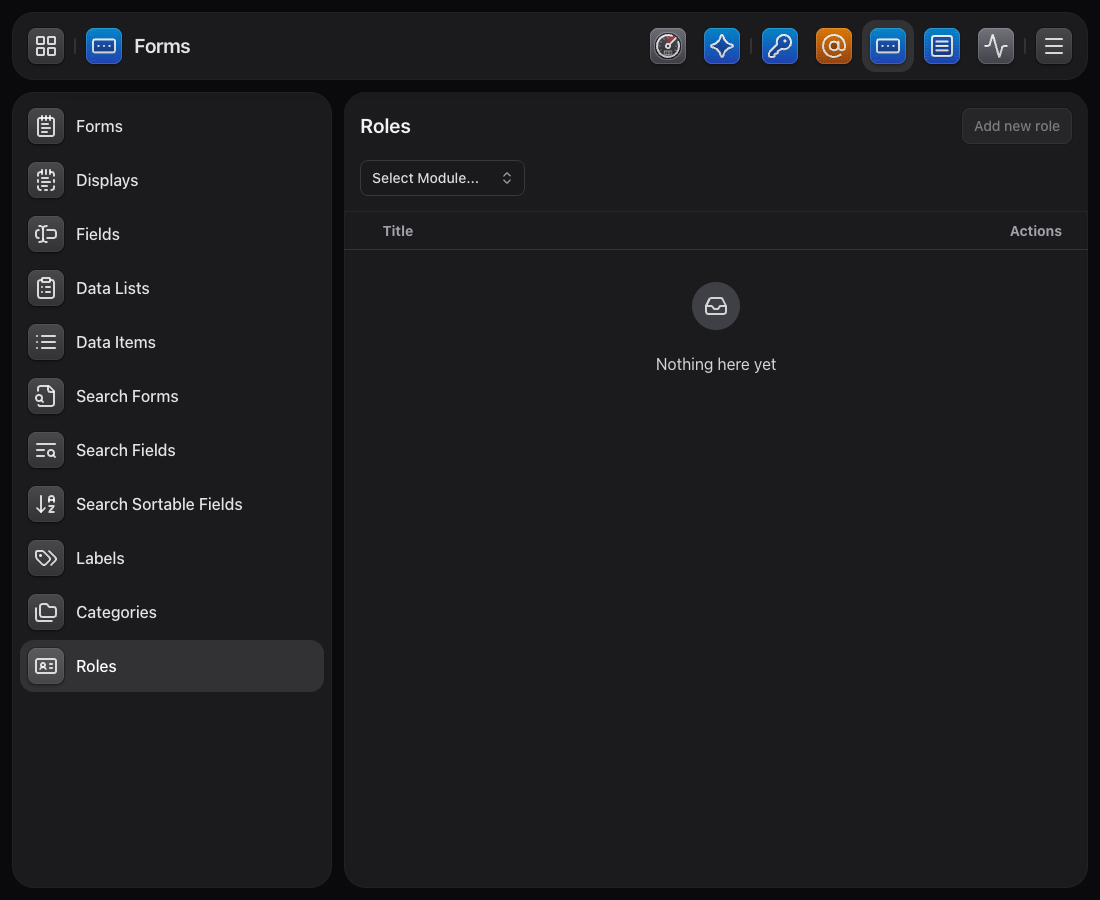 Forms
Forms
Displays
Fields
Data Lists
Data Items
Search Forms
Search Fields
Search Sortable Fields
Labels
Categories
Roles
Roles
Add new role
Select Module...
Title
Actions
Nothing here yet